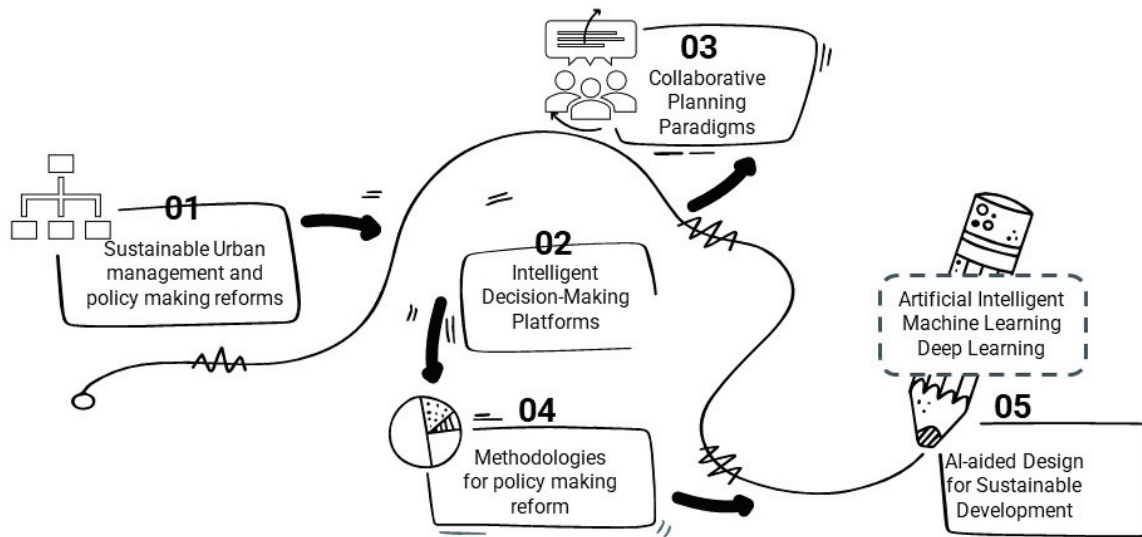 01
Sustainable Urban
management and
policy making reforms
02
Intelligent
Decision-Making
Platforms
03
Collaborative
Planning
Paradigms
04
Methodologies
for policy making
reform
Artificial Intelligent
Machine Learning
Deep Learning
05
AI-aided Design
for Sustainable
Development